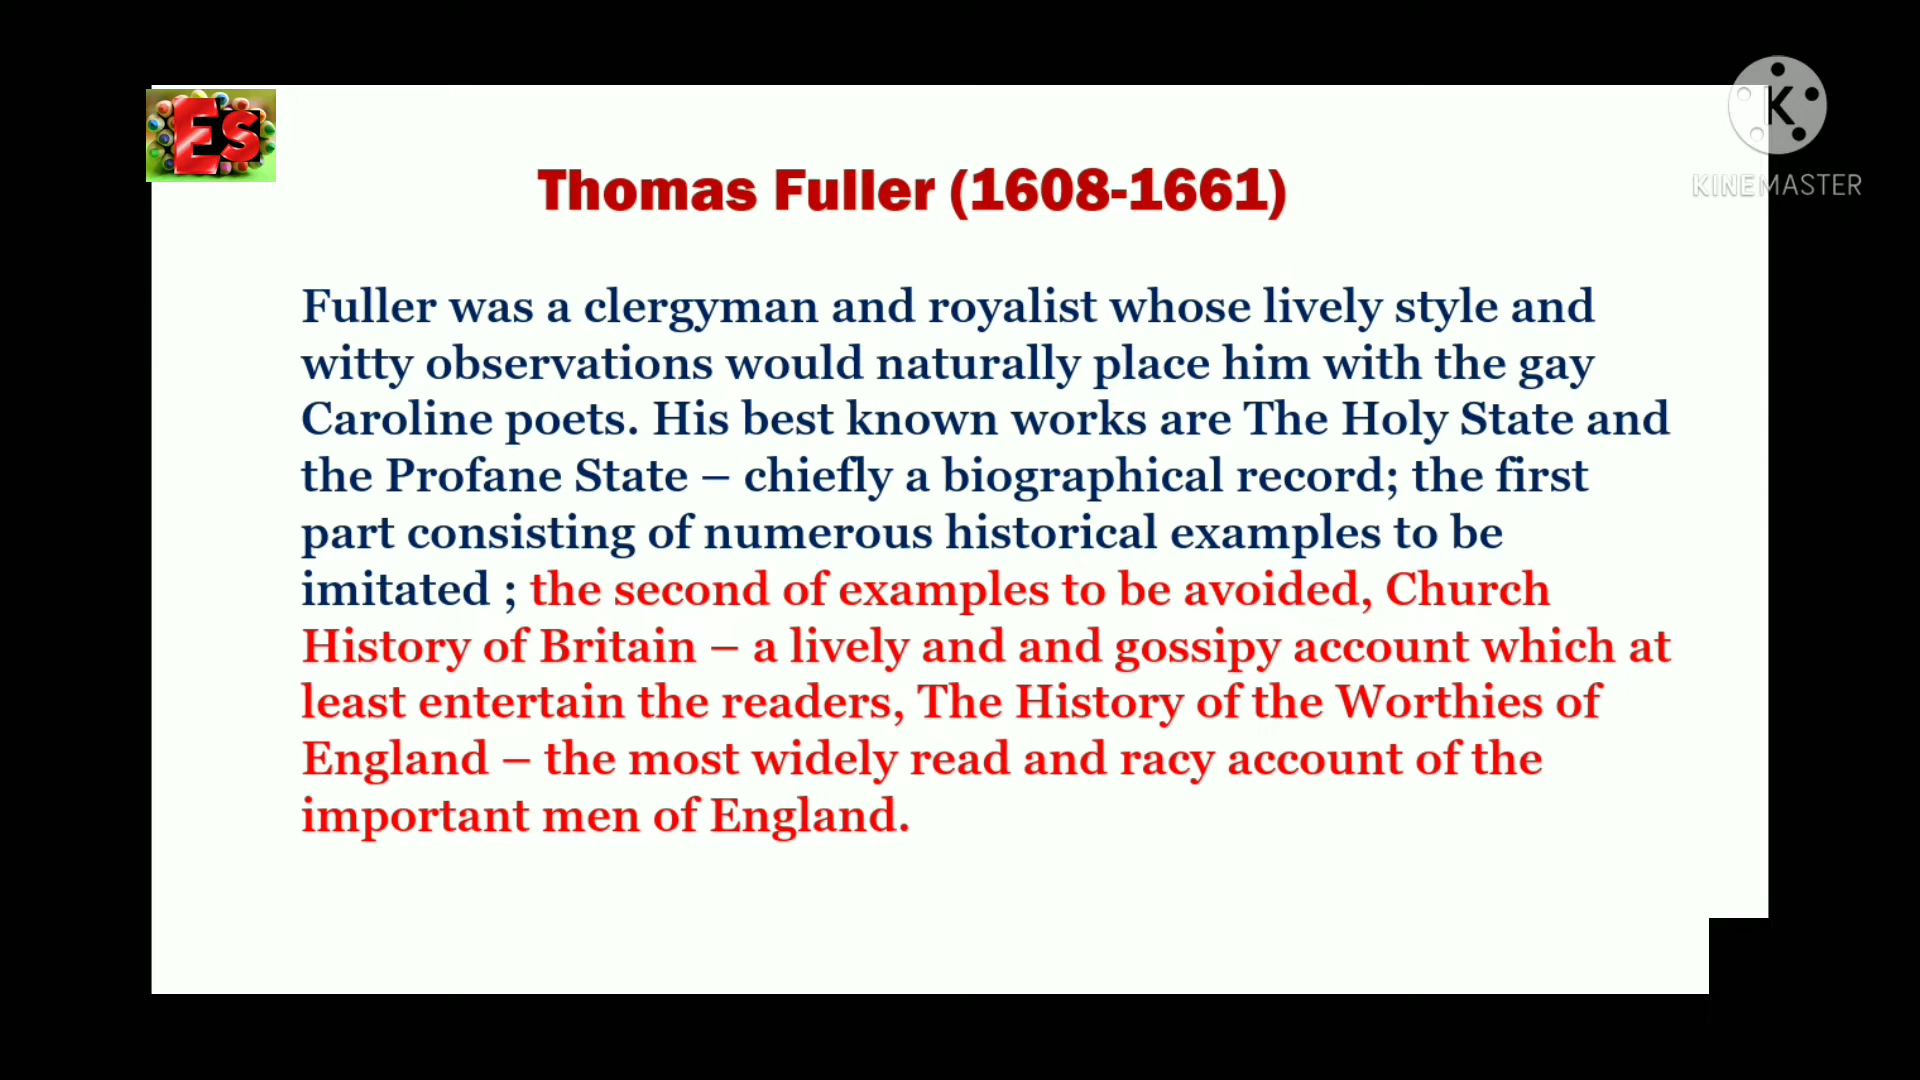 Es
K
KINEMASTER
Thomas Fuller (1608-1661)
Fuller was a clergyman and royalist whose lively style and
witty observations would naturally place him with the gay
Caroline poets. His best known works are The Holy State and
the Profane State – chiefly a biographical record; the first
part consisting of numerous historical examples to be
imitated ; the second of examples to be avoided, Church
History of Britain – a lively and and gossipy account which at
least entertain the readers, The History of the Worthies of
England – the most widely read and racy account of the
important men of England.